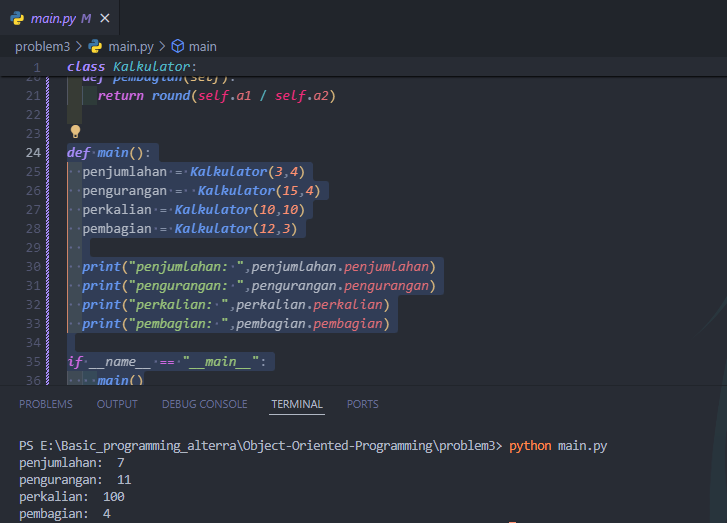 main.py M ×
problem3 > main.py > main
1 class Kalkulator:
20 def pembagian(self):
21 return round(self.a1 / self.a2)
22
23
24 def main():
25 penjumlahan = Kalkulator(3,4)
26 pengurangan = Kalkulator(15,4)
27 perkalian = Kalkulator(10,10)
28 pembagian = Kalkulator(12,3)
29
30 print("penjumlahan: ",penjumlahan.penjumlahan)
31 print("pengurangan: ",pengurangan.pengurangan)
32 print("perkalian: ",perkalian.perkalian)
33 print("pembagian: ",pembagian.pembagian)
34
35 if __name__ == "__main__":
36 main()
PROBLEMS OUTPUT DEBUG CONSOLE TERMINAL PORTS
PS E:\Basic_programming_alterra\Object-Oriented-Programming\problem3> python main.py
penjumlahan: 7
pengurangan: 11
perkalian: 100
pembagian: 4